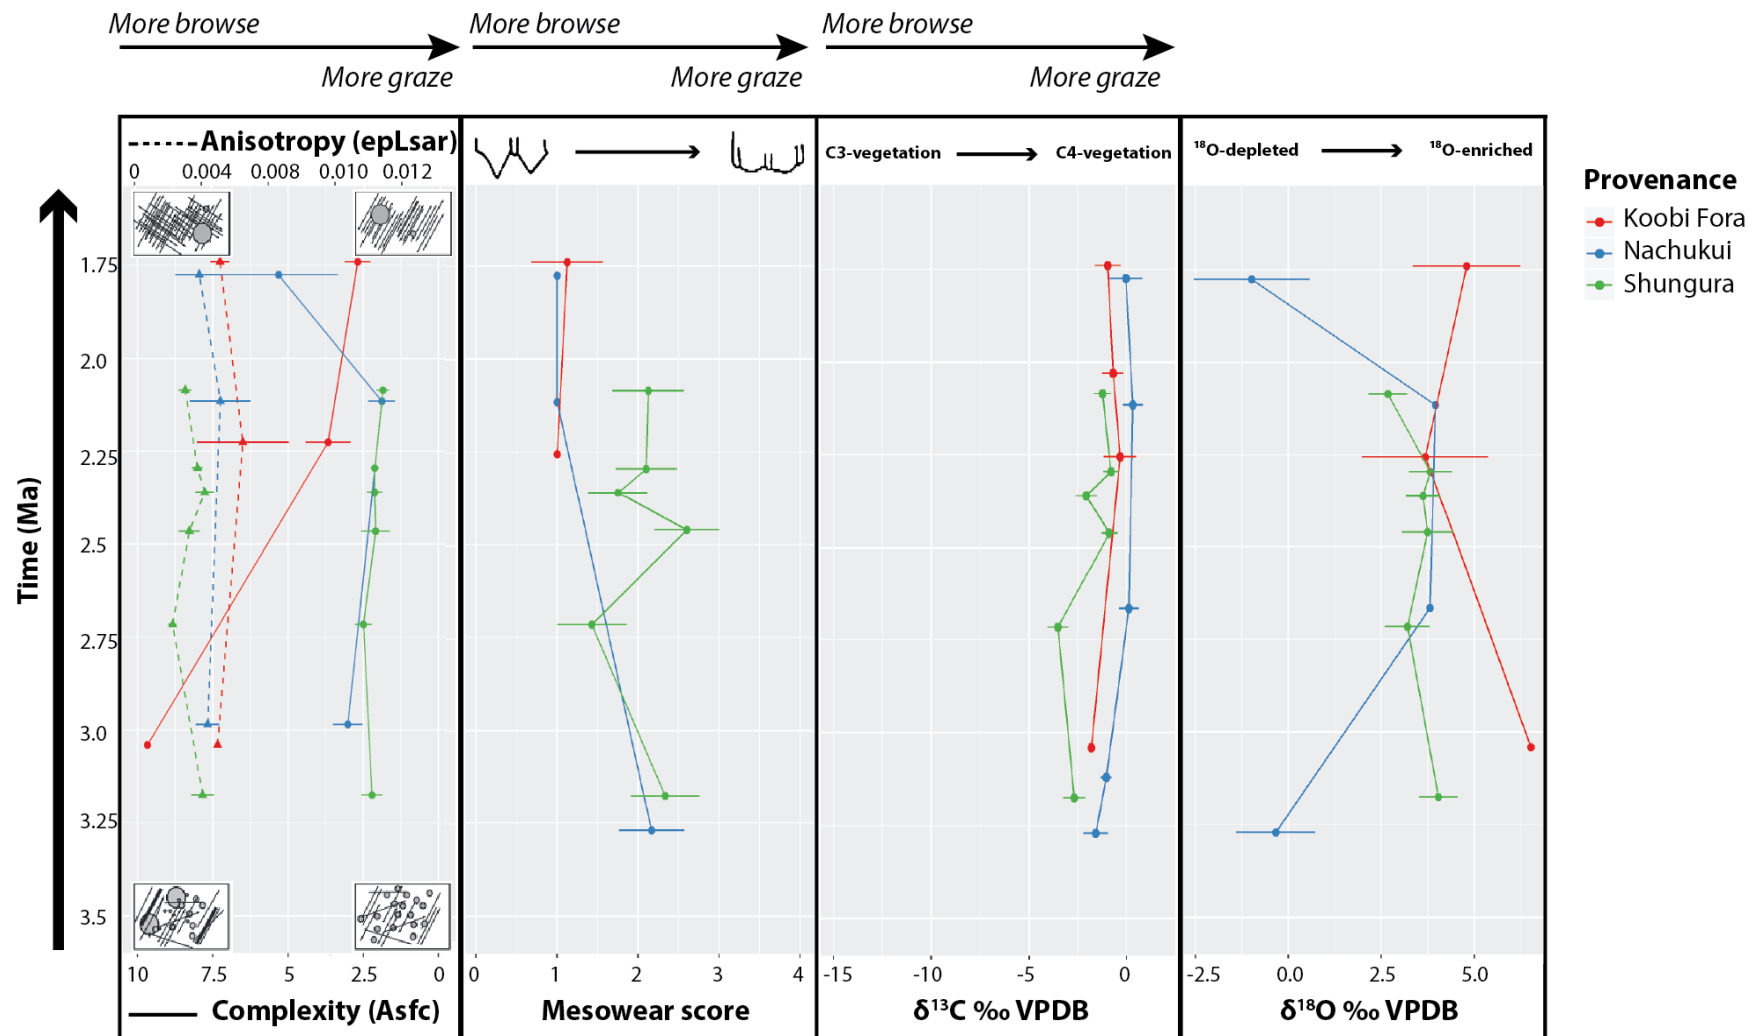 More browse More browse More browse
More graze More graze More graze
Anisotropy (epLsar)
0 0.004 0.008 0.010 0.012
C3-vegetation C4-vegetation
¹⁸O-depleted ¹⁸O-enriched
Provenance
Koobi Fora
Nachukui
Shungura
Time (Ma)
1.75
2.0
2.25
2.5
2.75
3.0
3.25
3.5
10 7.5 5 2.5 0
0 1 2 3 4
-15 -10 -5 0
-2.5 0.0 2.5 5.0
Complexity (Asfc)
Mesowear score
δ¹³C ‰ VPDB
δ¹⁸O ‰ VPDB